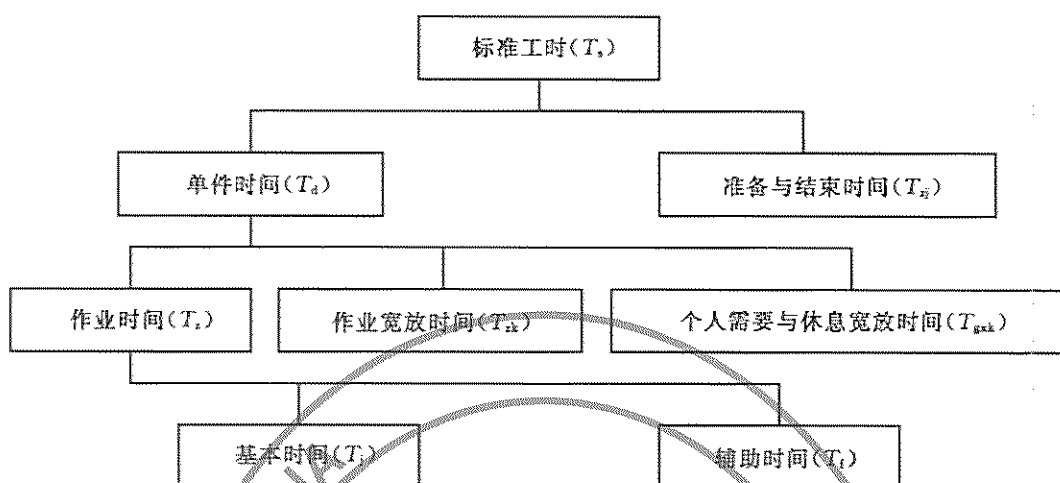 标准工时(Tₛ)
单件时间(T_d)
准备与结束时间(T_zj)
作业时间(T_z)
作业宽放时间(T_zk)
个人需要与休息宽放时间(T_gxk)
基本时间(T_j)
辅助时间(T_f)